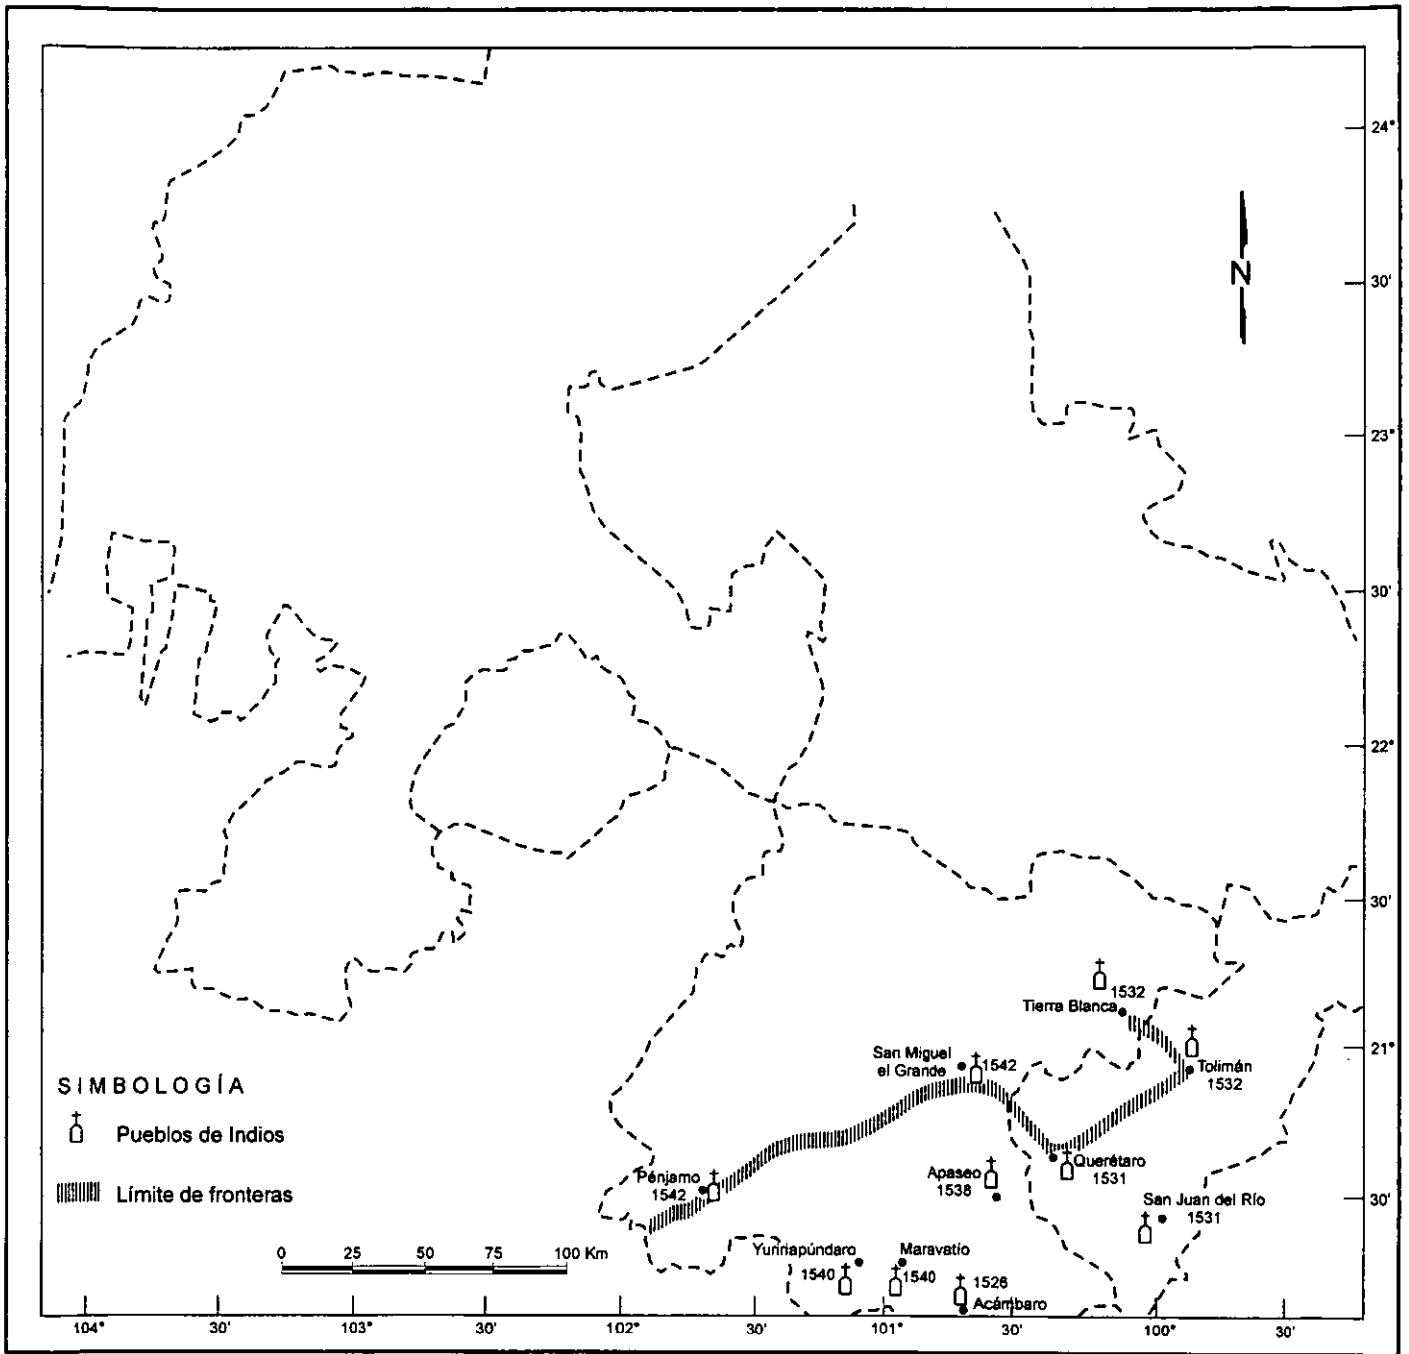 24°
N
30'
23°
30'
22°
30'
1532
Tierra Blanca
San Miguel
el Grande
1542
21°
Tolimán
1532
SIMBOLOGÍA
Pueblos de Indios
Límite de fronteras
Pénjamo
1542
Apaseo
1538
Querétaro
1531
San Juan del Río
1531
30'
Yuririapúndaro
1540
Maravatío
1540
1526
Acámbaro
0 25 50 75 100 Km
104° 30' 103° 30' 102° 30' 101° 30' 100° 30'